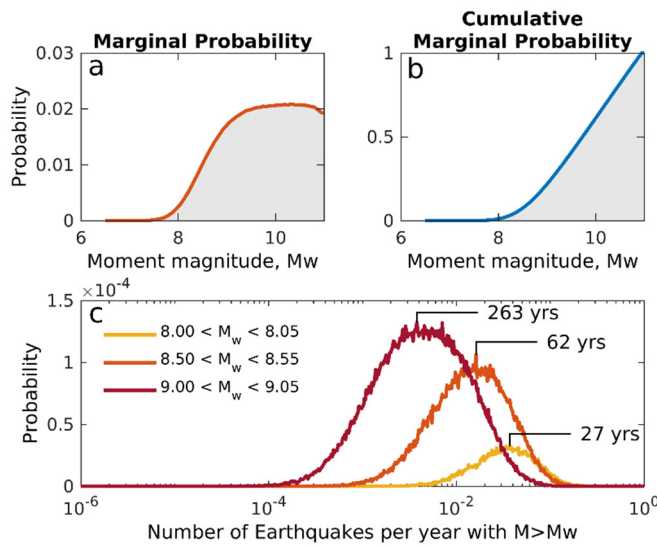 Marginal Probability
Cumulative
Marginal Probability
a
b
0.03
0.02
0.01
0
Probability
6
8
10
Moment magnitude, Mw
1
0.5
0
6
8
10
Moment magnitude, Mw
×10⁻⁴
c
1.5
1
0.5
0
Probability
8.00 < M_w < 8.05
8.50 < M_w < 8.55
9.00 < M_w < 9.05
263 yrs
62 yrs
27 yrs
10⁻⁶
10⁻⁴
10⁻²
10⁰
Number of Earthquakes per year with M>Mw